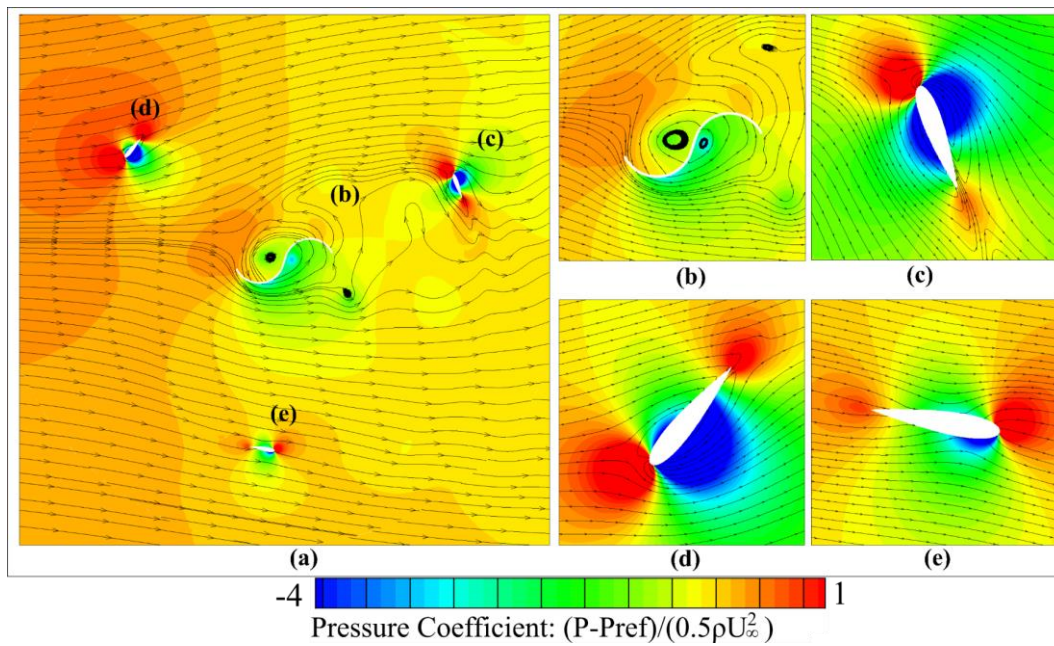 (d)
(c)
(b)
(e)
(a)
(b)
(c)
(d)
(e)
-4
1
Pressure Coefficient: (P-Pref)/(0.5ρU∞²)